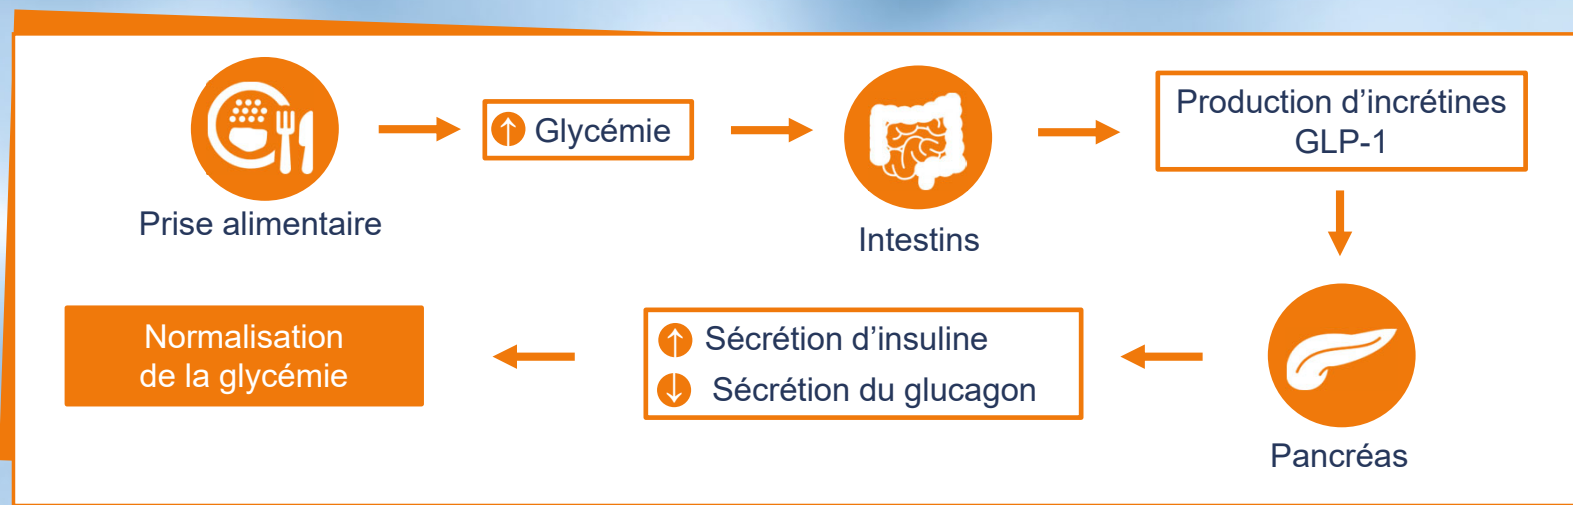 Prise alimentaire
Glycémie
Intestins
Production d’incrétines
GLP-1
Pancréas
Sécrétion d’insuline
Sécrétion du glucagon
Normalisation
de la glycémie